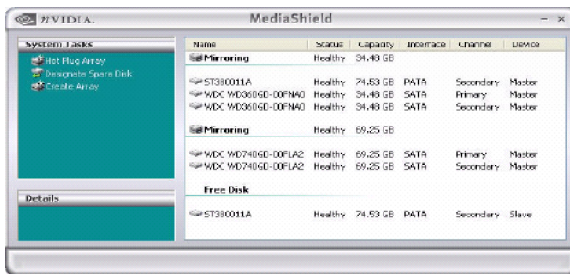 NVIDIA. MediaShield
System Tasks
Hot Plug Array
Designate Spare Disk
Create Array
Details
Name Status Capacity Interface Channel Device
Mirroring Healthy 34.48 GB
ST380011A Healthy 74.53 GB PATA Secondary Master
WDC WD360GD-00FNA0 Healthy 34.48 GB SATA Primary Master
WDC WD360GD-00FNA0 Healthy 34.48 GB SATA Secondary Master
Mirroring Healthy 69.25 GB
WDC WD740GD-00FLA2 Healthy 69.25 GB SATA Primary Master
WDC WD740GD-00FLA2 Healthy 69.25 GB SATA Secondary Master
Free Disk
ST380011A Healthy 74.53 GB PATA Secondary Slave